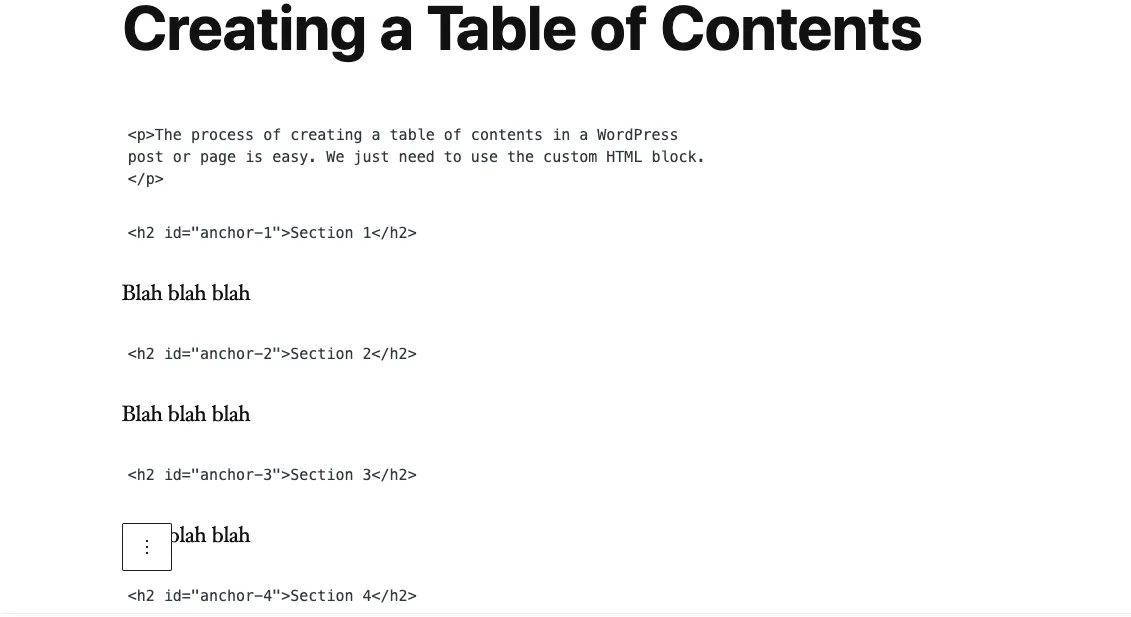 Creating a Table of Contents
<p>The process of creating a table of contents in a WordPress
post or page is easy. We just need to use the custom HTML block.
</p>
<h2 id="anchor-1">Section 1</h2>
Blah blah blah
<h2 id="anchor-2">Section 2</h2>
Blah blah blah
<h2 id="anchor-3">Section 3</h2>
blah blah
<h2 id="anchor-4">Section 4</h2>